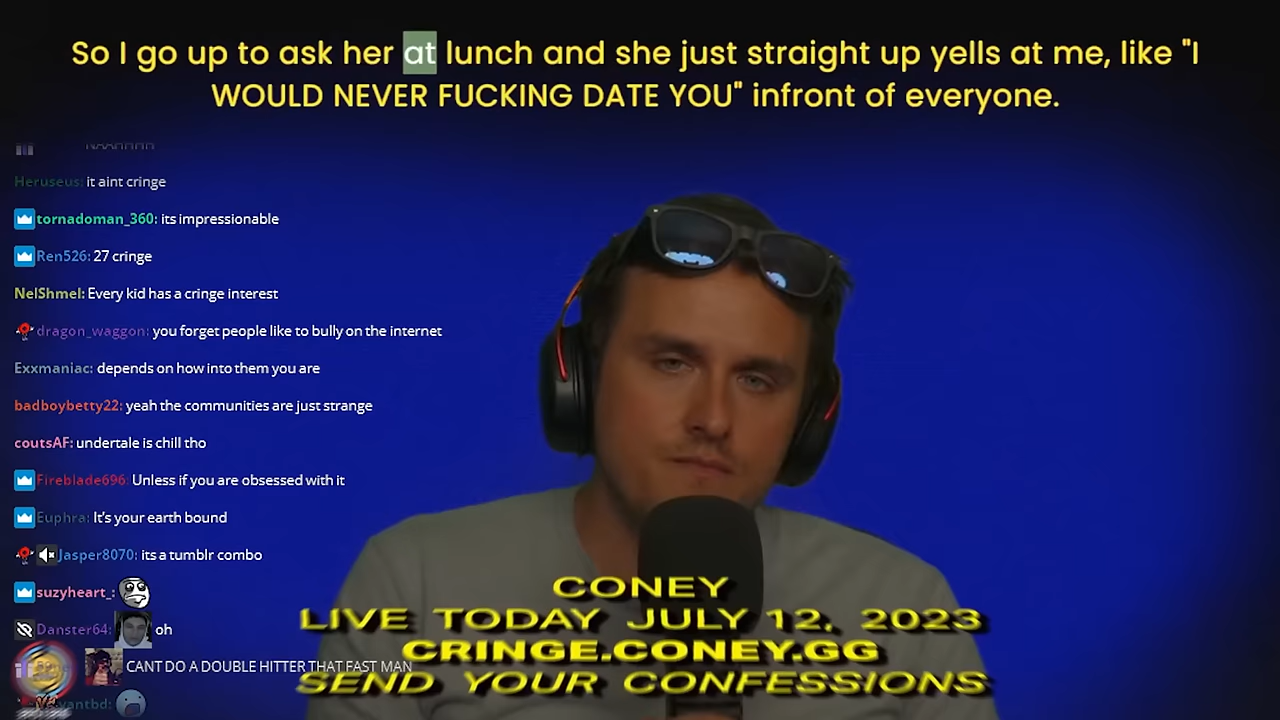 So I go up to ask her at lunch and she just straight up yells at me, like "I
WOULD NEVER FUCKING DATE YOU" infront of everyone.
NAAHHHH
Heruseus: it aint cringe
tornadoman_360: its impressionable
Ren526: 27 cringe
NelShmel: Every kid has a cringe interest
dragon_waggon: you forget people like to bully on the internet
Exxmaniac: depends on how into them you are
badboybetty22: yeah the communities are just strange
coutsAF: undertale is chill tho
Fireblade696: Unless if you are obsessed with it
Euphra: It's your earth bound
Jasper8070: its a tumblr combo
suzyheart_:
Danster64: oh
CANT DO A DOUBLE HITTER THAT FAST MAN
CONEY
LIVE TODAY JULY 12, 2023
CRINGE.CONEY.GG
SEND YOUR CONFESSIONS